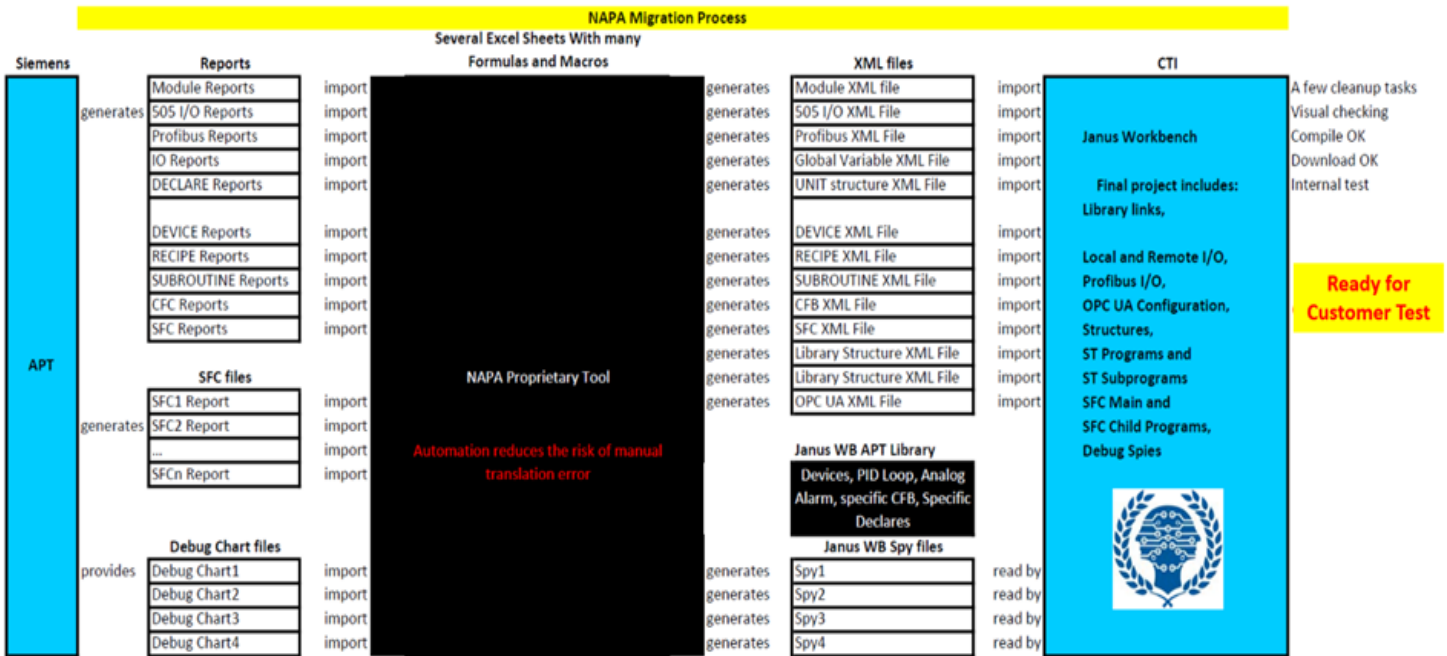 NAPA Migration Process
Several Excel Sheets With many
Siemens Reports Formulas and Macros XML files CTI
Module Reports import generates Module XML file import A few cleanup tasks
generates 505 I/O Reports import generates 505 I/O XML File import Visual checking
Profibus Reports import generates Profibus XML File import Janus Workbench Compile OK
IO Reports import generates Global Variable XML File import Download OK
DECLARE Reports import generates UNIT structure XML File import Final project includes: Internal test
Library links,
DEVICE Reports import generates DEVICE XML File import
RECIPE Reports import generates RECIPE XML File import Local and Remote I/O,
SUBROUTINE Reports import generates SUBROUTINE XML File import Profibus I/O, Ready for
CFC Reports import generates CFB XML File import OPC UA Configuration, Customer Test
SFC Reports import generates SFC XML File import Structures,
generates Library Structure XML File import ST Programs and
APT SFC files NAPA Proprietary Tool generates Library Structure XML File import ST Subprograms
SFC1 Report import generates OPC UA XML File import SFC Main and
generates SFC2 Report import SFC Child Programs,
... import Automation reduces the risk of manual Janus WB APT Library Debug Spies
SFCn Report import translation error Devices, PID Loop, Analog
Alarm, specific CFB, Specific
Declares
Debug Chart files Janus WB Spy files
provides Debug Chart1 import generates Spy1 read by
Debug Chart2 import generates Spy2 read by
Debug Chart3 import generates Spy3 read by
Debug Chart4 import generates Spy4 read by